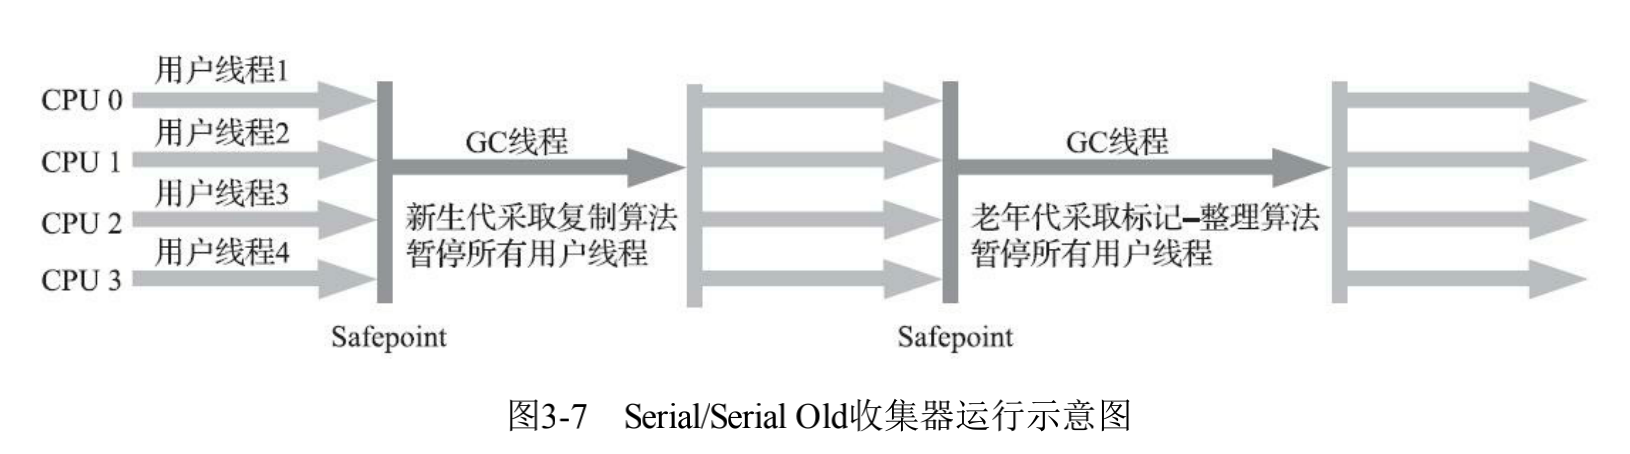 用户线程1
CPU 0
用户线程2
CPU 1
用户线程3
CPU 2
用户线程4
CPU 3
GC线程
新生代采取复制算法
暂停所有用户线程
Safepoint
GC线程
老年代采取标记-整理算法
暂停所有用户线程
Safepoint
图3-7 Serial/Serial Old收集器运行示意图